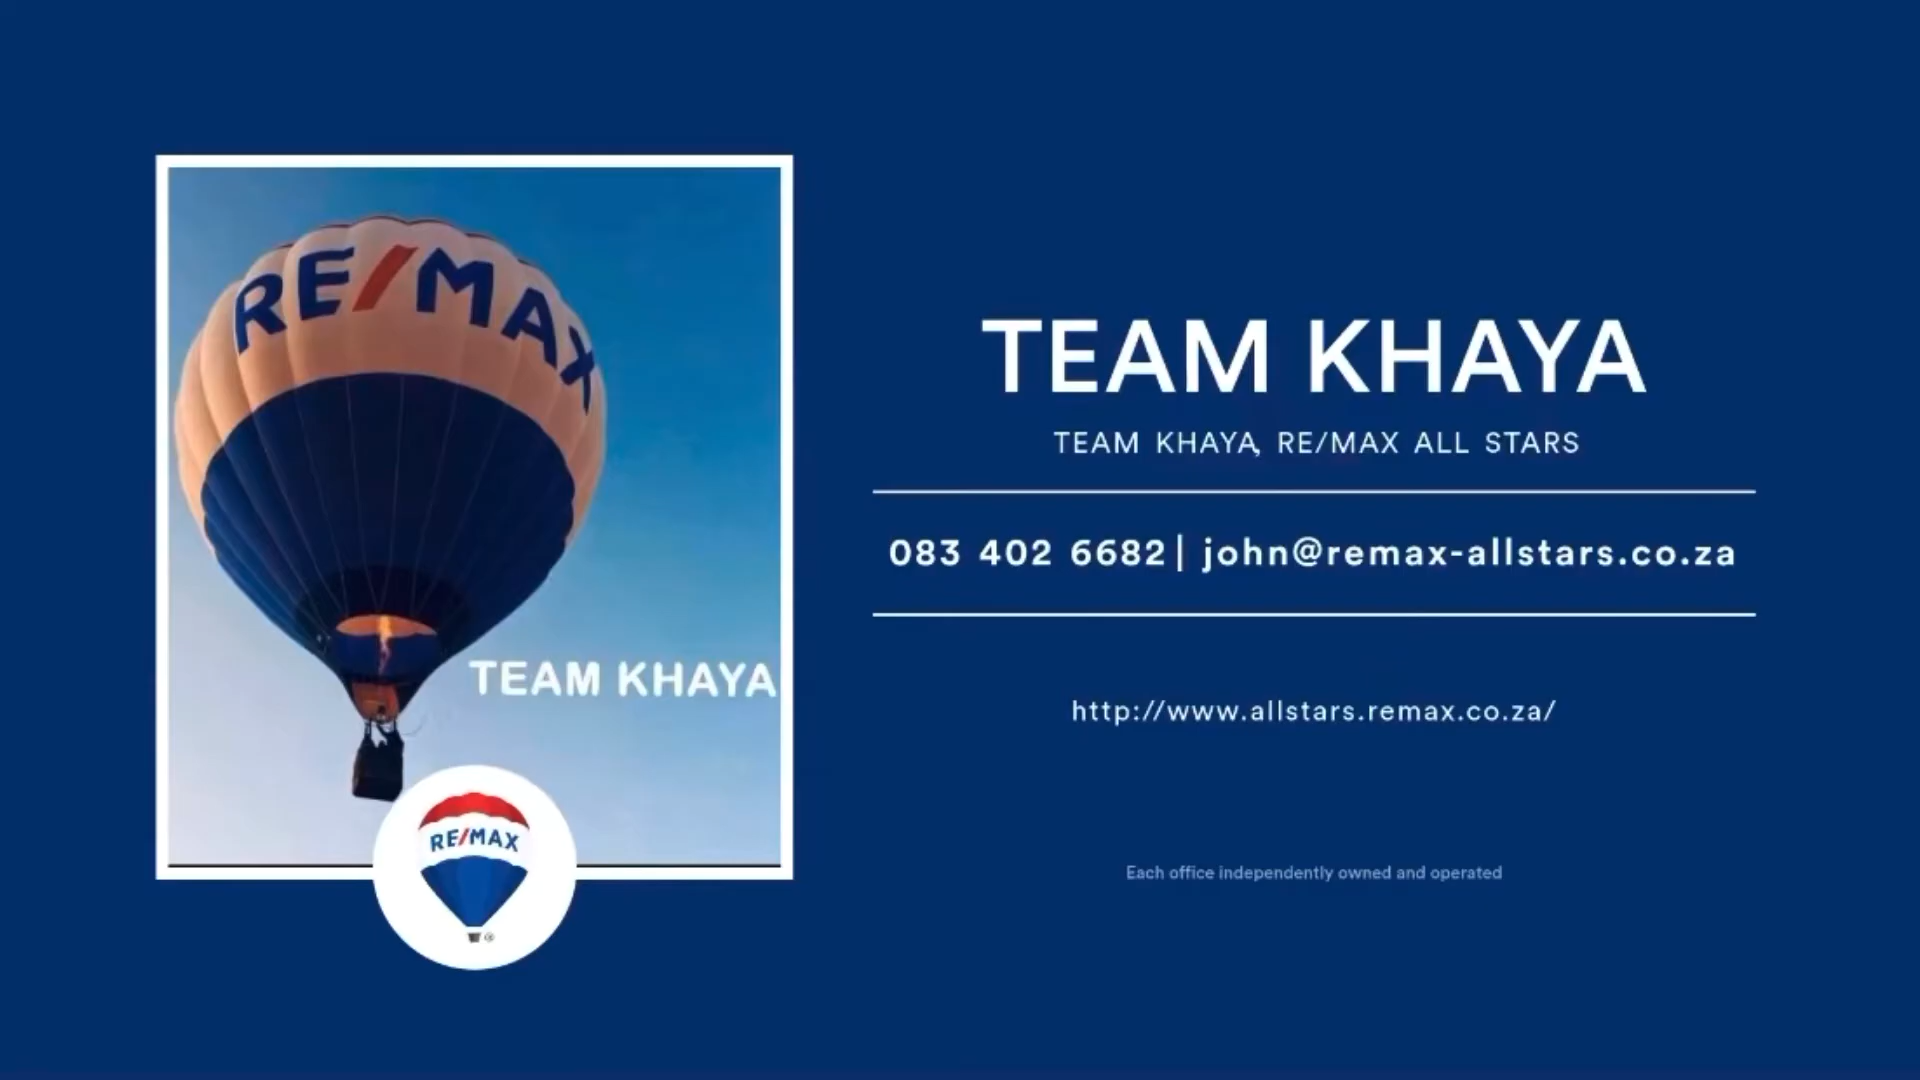 RE/MAX
TEAM KHAYA
RE/MAX
TEAM KHAYA
TEAM KHAYA, RE/MAX ALL STARS
083 402 6682| john@remax-allstars.co.za
http://www.allstars.remax.co.za/
Each office independently owned and operated